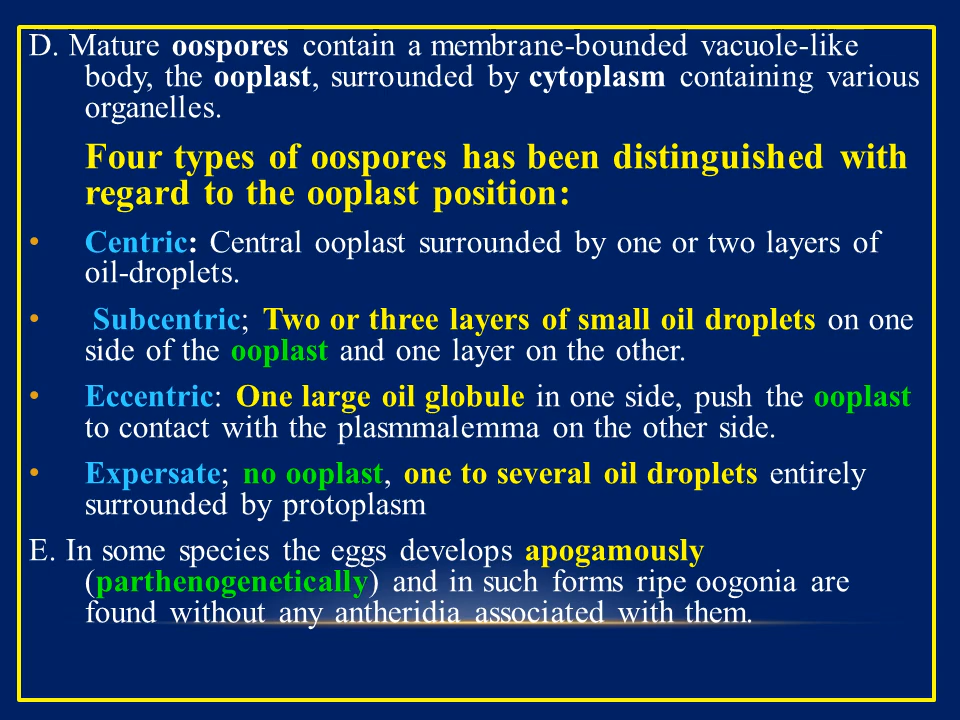 D. Mature oospores contain a membrane-bounded vacuole-like
body, the ooplast, surrounded by cytoplasm containing various
organelles.
Four types of oospores has been distinguished with
regard to the ooplast position:
• Centric: Central ooplast surrounded by one or two layers of
oil-droplets.
• Subcentric; Two or three layers of small oil droplets on one
side of the ooplast and one layer on the other.
• Eccentric: One large oil globule in one side, push the ooplast
to contact with the plasmmalemma on the other side.
• Expersate; no ooplast, one to several oil droplets entirely
surrounded by protoplasm
E. In some species the eggs develops apogamously
(parthenogenetically) and in such forms ripe oogonia are
found without any antheridia associated with them.